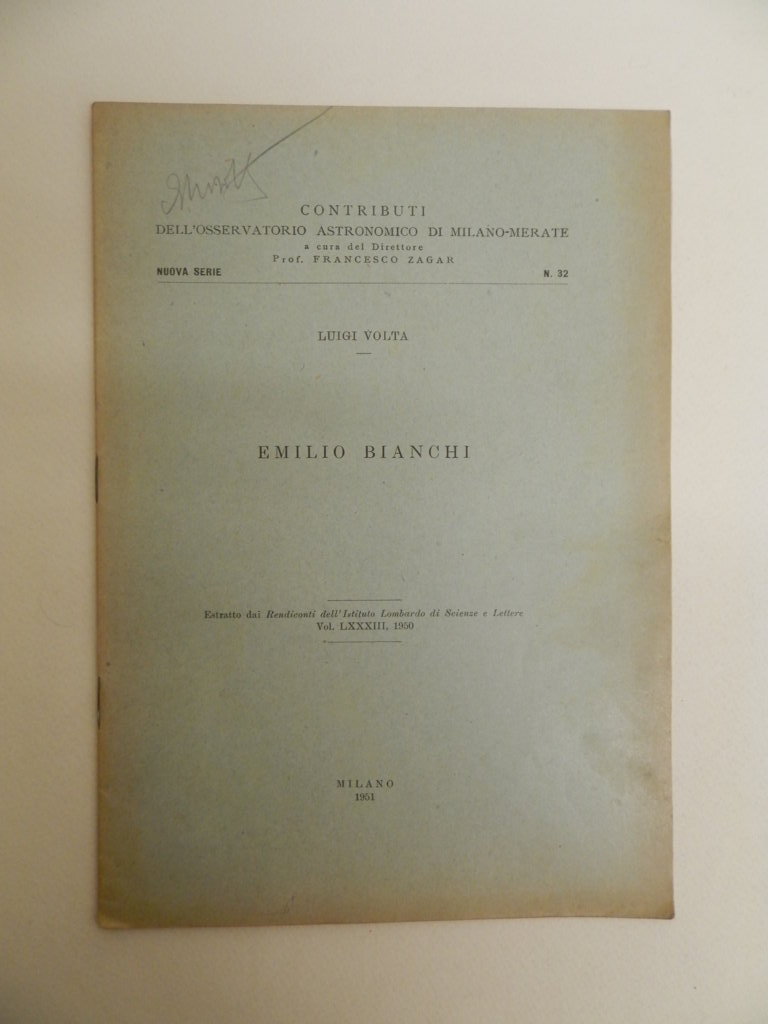 CONTRIBUTI
DELL'OSSERVATORIO ASTRONOMICO DI MILANO-MERATE
a cura del Direttore
Prof. FRANCESCO ZAGAR
NUOVA SERIE N. 32
LUIGI VOLTA
EMILIO BIANCHI
Estratto dai Rendiconti dell'Istituto Lombardo di Scienze e Lettere
Vol. LXXXIII, 1950
MILANO
1951